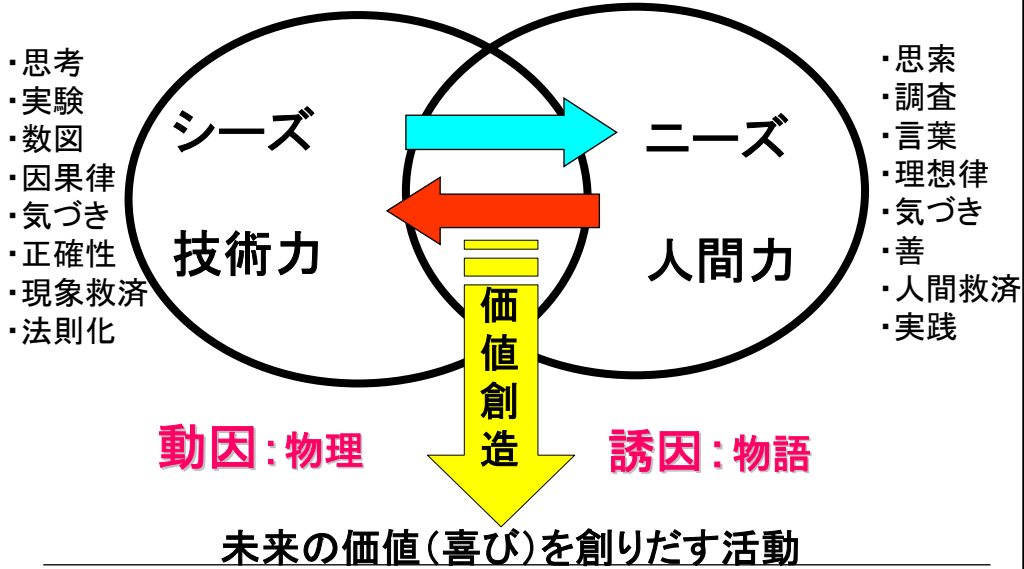 ・思考
・実験
・数図
・因果律
・気づき
・正確性
・現象救済
・法則化
シーズ
技術力
ニーズ
人間力
・思索
・調査
・言葉
・理想律
・気づき
・善
・人間救済
・実践
価値創造
動因：物理
誘因：物語
未来の価値（喜び）を創りだす活動